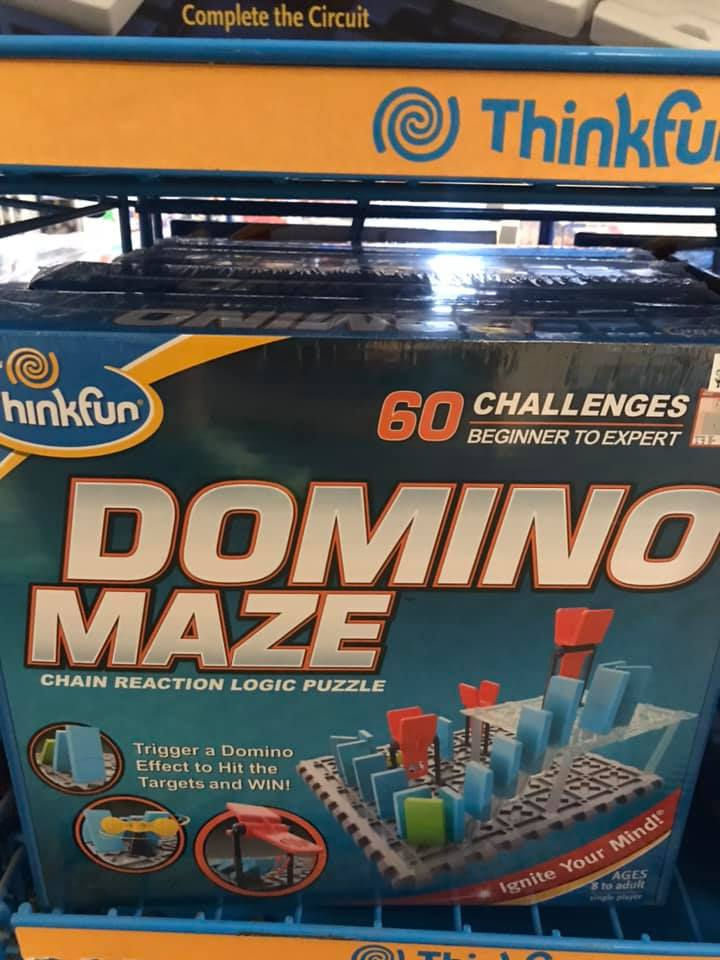 Complete the Circuit
Thinkfu
hinkfun
60 CHALLENGES
BEGINNER TO EXPERT
DOMINO
MAZE
CHAIN REACTION LOGIC PUZZLE
Trigger a Domino
Effect to Hit the
Targets and WIN!
Ignite Your Mind!®
AGES
8 to adult
single player